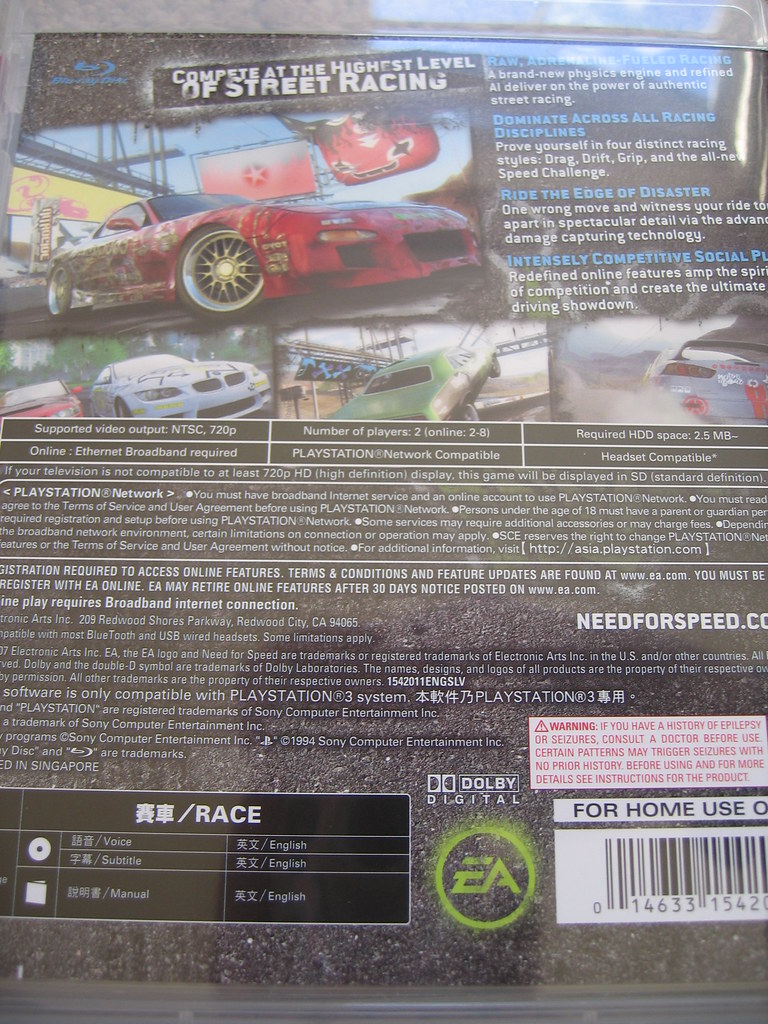 Blu-ray Disc
COMPETE AT THE HIGHEST LEVEL
OF STREET RACING
RAW, ADRENALINE-FUELED RACING
A brand-new physics engine and refined
AI deliver on the power of authentic
street racing.
DOMINATE ACROSS ALL RACING
DISCIPLINES
Prove yourself in four distinct racing
styles: Drag, Drift, Grip, and the all-new
Speed Challenge.
RIDE THE EDGE OF DISASTER
One wrong move and witness your ride to
apart in spectacular detail via the advan
damage capturing technology.
INTENSELY COMPETITIVE SOCIAL PL
Redefined online features amp the spiri
of competition and create the ultimate
driving showdown.
Supported video output: NTSC, 720p
Number of players: 2 (online: 2-8)
Required HDD space: 2.5 MB~
Online : Ethernet Broadband required
PLAYSTATION®Network Compatible
Headset Compatible*
If your television is not compatible to at least 720p HD (high definition) display, this game will be displayed in SD (standard definition).
< PLAYSTATION®Network > ●You must have broadband Internet service and an online account to use PLAYSTATION®Network. ●You must read
agree to the Terms of Service and User Agreement before using PLAYSTATION®Network. ●Persons under the age of 18 must have a parent or guardian per
required registration and setup before using PLAYSTATION®Network. ●Some services may require additional accessories or may charge fees. ●Dependin
the broadband network environment, certain limitations on connection or operation may apply. ●SCE reserves the right to change PLAYSTATION®Net
eatures or the Terms of Service and User Agreement without notice. ●For additional information, visit [ http://asia.playstation.com ]
GISTRATION REQUIRED TO ACCESS ONLINE FEATURES. TERMS & CONDITIONS AND FEATURE UPDATES ARE FOUND AT www.ea.com. YOU MUST BE
REGISTER WITH EA ONLINE. EA MAY RETIRE ONLINE FEATURES AFTER 30 DAYS NOTICE POSTED ON www.ea.com.
ine play requires Broadband internet connection.
tronic Arts Inc. 209 Redwood Shores Parkway, Redwood City, CA 94065.
NEEDFORSPEED.CO
mpatible with most BlueTooth and USB wired headsets. Some limitations apply.
07 Electronic Arts Inc. EA, the EA logo and Need for Speed are trademarks or registered trademarks of Electronic Arts Inc. in the U.S. and/or other countries. All
rved. Dolby and the double-D symbol are trademarks of Dolby Laboratories. The names, designs, and logos of all products are the property of their respective ow
by permission. All other trademarks are the property of their respective owners. 1542011ENGSLV
software is only compatible with PLAYSTATION®3 system. 本軟件乃PLAYSTATION®3專用。
nd "PLAYSTATION" are registered trademarks of Sony Computer Entertainment Inc.
a trademark of Sony Computer Entertainment Inc.
programs ©Sony Computer Entertainment Inc. " " ©1994 Sony Computer Entertainment Inc.
y Disc" and " " are trademarks.
ED IN SINGAPORE
WARNING: IF YOU HAVE A HISTORY OF EPILEPSY
OR SEIZURES, CONSULT A DOCTOR BEFORE USE.
CERTAIN PATTERNS MAY TRIGGER SEIZURES WITH
NO PRIOR HISTORY. BEFORE USING AND FOR MORE
DETAILS SEE INSTRUCTIONS FOR THE PRODUCT.
DOLBY
DIGITAL
FOR HOME USE O
賽車/RACE
語音/Voice 英文/English
字幕/Subtitle 英文/English
說明書/Manual 英文/English
EA
0 14633 15420